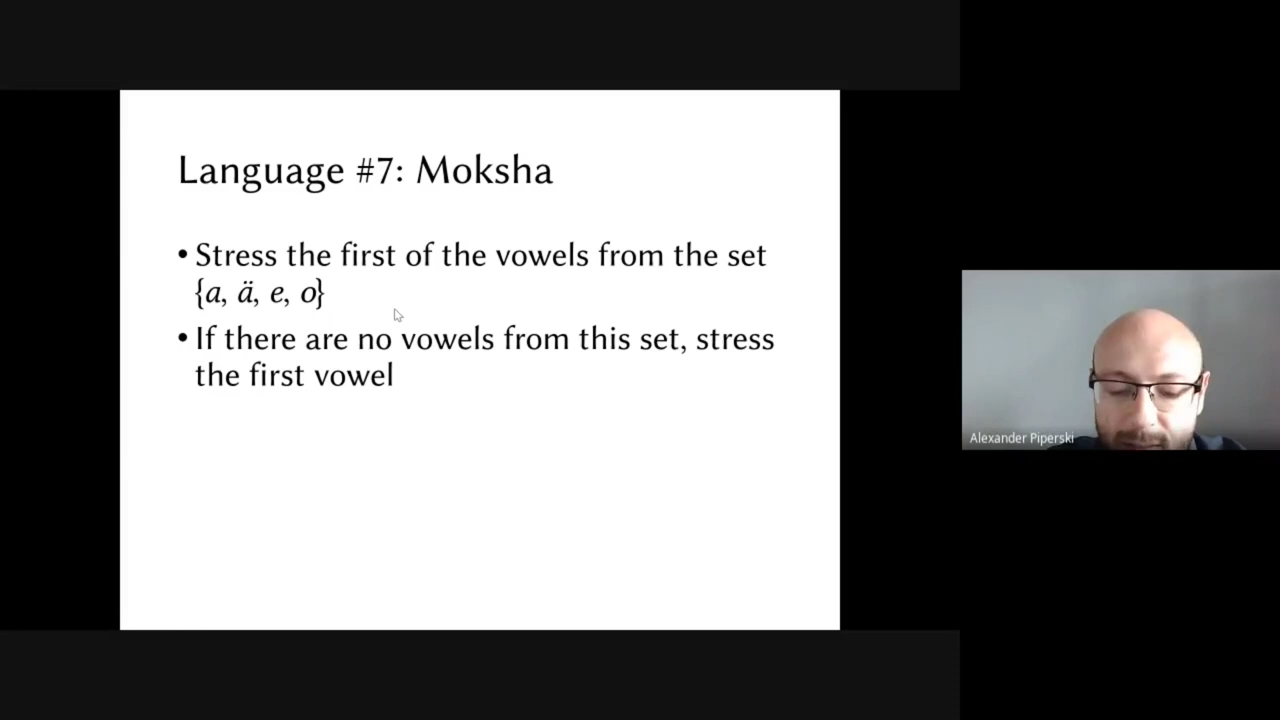 Language #7: Moksha
• Stress the first of the vowels from the set
{a, ä, e, o}
• If there are no vowels from this set, stress
the first vowel
Alexander Piperski